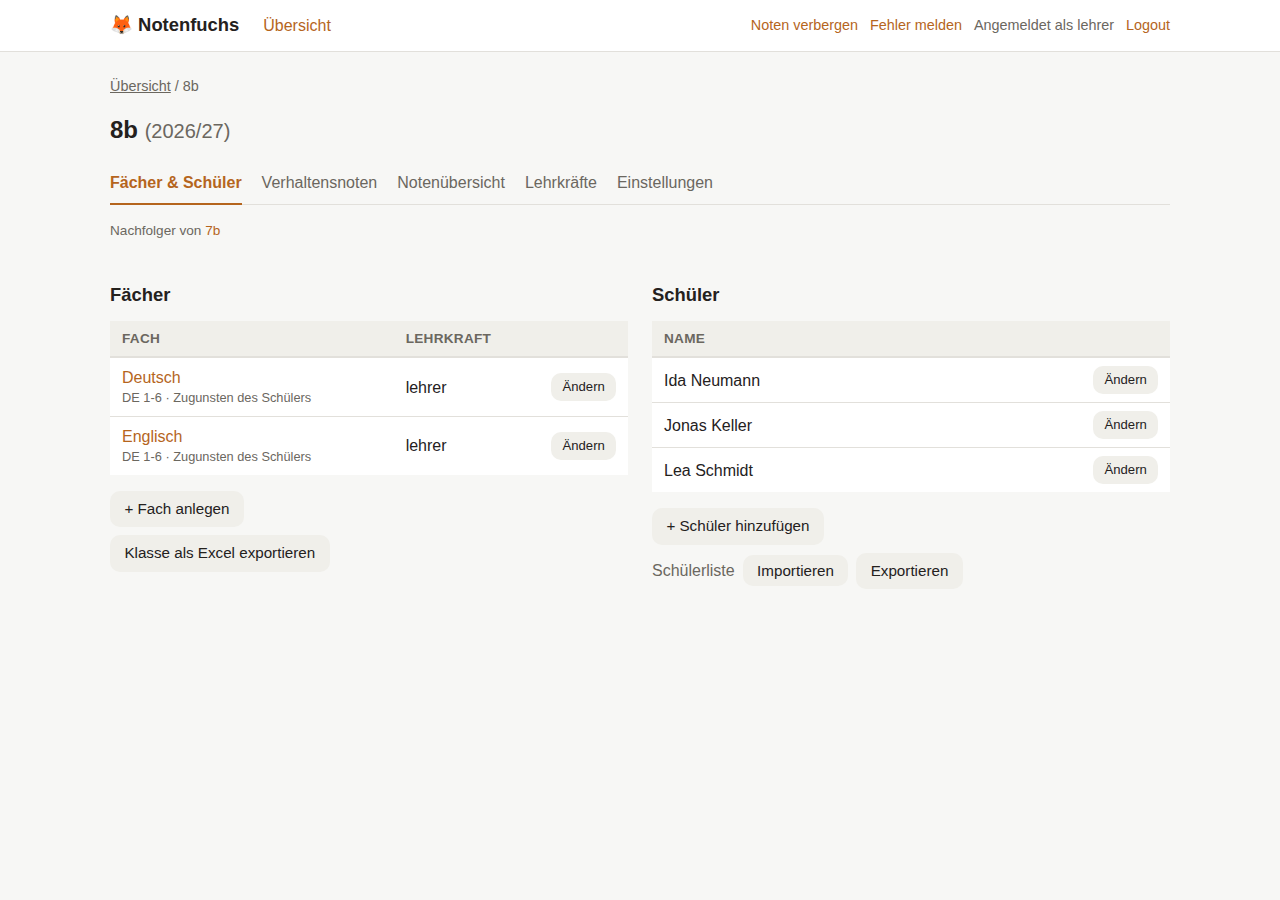 🦊 Notenfuchs Übersicht Noten verbergen Fehler melden Angemeldet als lehrer Logout
Übersicht / 8b
8b (2026/27)
Fächer & Schüler Verhaltensnoten Notenübersicht Lehrkräfte Einstellungen
Nachfolger von 7b
Fächer
FACH LEHRKRAFT
Deutsch
DE 1-6 · Zugunsten des Schülers
lehrer Ändern
Englisch
DE 1-6 · Zugunsten des Schülers
lehrer Ändern
+ Fach anlegen
Klasse als Excel exportieren
Schüler
NAME
Ida Neumann Ändern
Jonas Keller Ändern
Lea Schmidt Ändern
+ Schüler hinzufügen
Schülerliste Importieren Exportieren